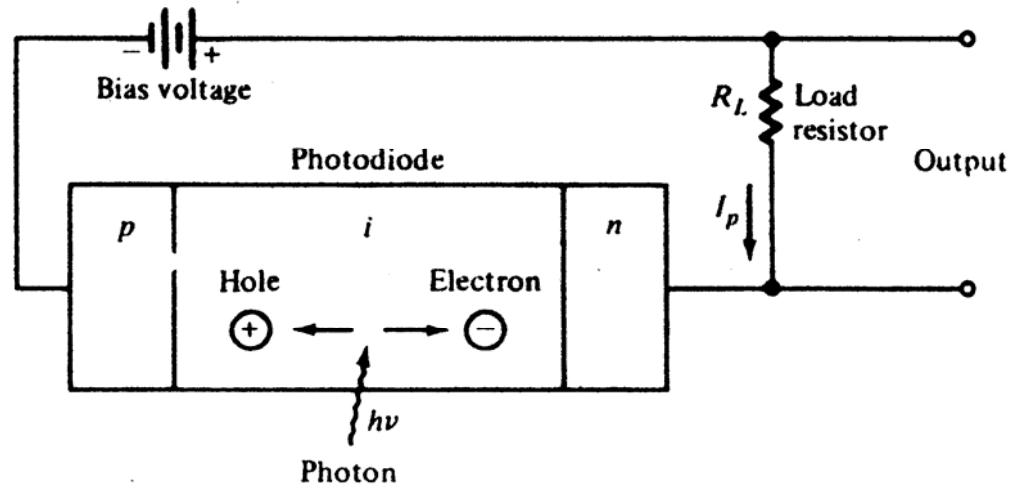 − +
Bias voltage
R_L Load
resistor
Photodiode
Output
p i n
I_p
Hole Electron
+ −
hν
Photon